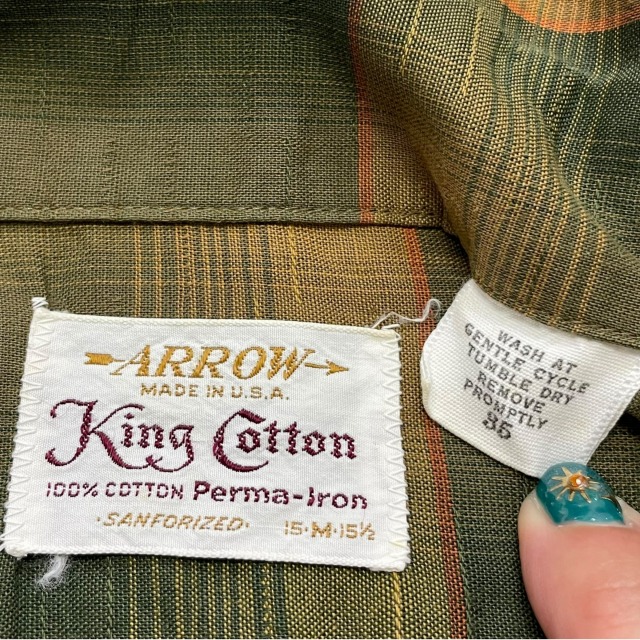 ARROW
MADE IN U.S.A.
King Cotton
100% COTTON Perma-Iron
·SANFORIZED· 15·M·15½
WASH AT
GENTLE CYCLE
TUMBLE DRY
REMOVE
PROMPTLY
35